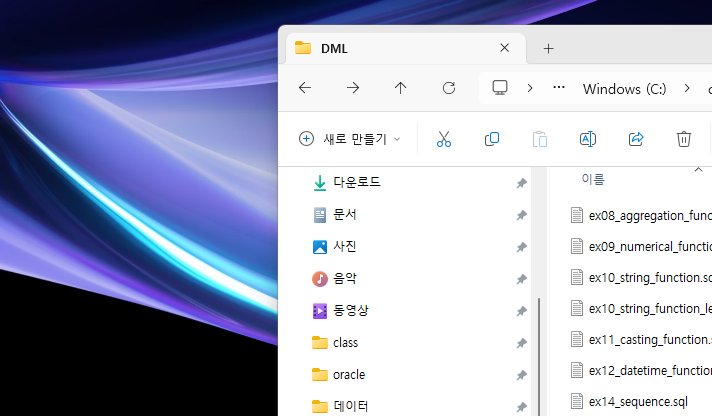 DML
Windows (C:)
새로 만들기
다운로드
문서
사진
음악
동영상
class
oracle
데이터
이름
ex08_aggregation_func
ex09_numerical_functio
ex10_string_function.sq
ex10_string_function_le
ex11_casting_function.s
ex12_datetime_function
ex14_sequence.sql